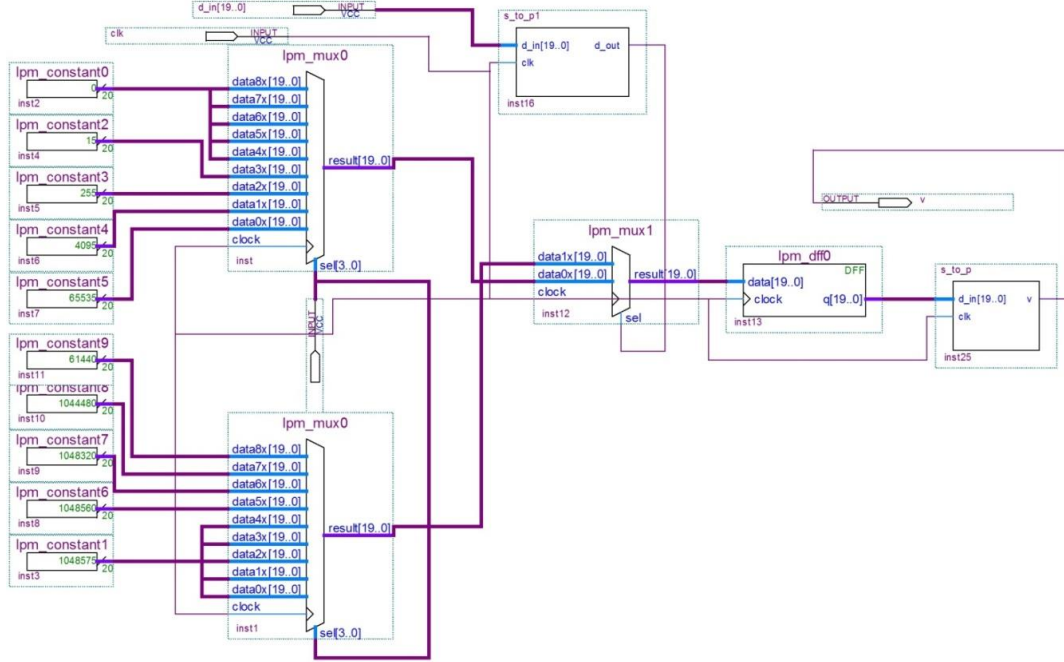 d_in[19..0] INPUT
VCC
clk INPUT
VCC
s_to_p1
d_in[19..0] d_out
clk
inst16
lpm_mux0
data8x[19..0]
data7x[19..0]
data6x[19..0]
data5x[19..0]
data4x[19..0]
data3x[19..0]
data2x[19..0]
data1x[19..0]
data0x[19..0]
clock
result[19..0]
sel[3..0]
inst
lpm_constant0
0
20
inst2
lpm_constant2
15
20
inst4
lpm_constant3
255
20
inst5
lpm_constant4
4095
20
inst6
lpm_constant5
65535
20
inst7
INPUT
VCC
lpm_constant9
61440
20
inst11
lpm_constant8
1044480
20
inst10
lpm_constant7
1048320
20
inst9
lpm_constant6
1048560
20
inst8
lpm_constant1
1048575
20
inst3
lpm_mux0
data8x[19..0]
data7x[19..0]
data6x[19..0]
data5x[19..0]
data4x[19..0]
data3x[19..0]
data2x[19..0]
data1x[19..0]
data0x[19..0]
clock
result[19..0]
sel[3..0]
inst1
lpm_mux1
data1x[19..0]
data0x[19..0]
clock
result[19..0]
sel
inst12
lpm_dff0
DFF
data[19..0]
clock q[19..0]
inst13
OUTPUT v
s_to_p
d_in[19..0] v
clk
inst25